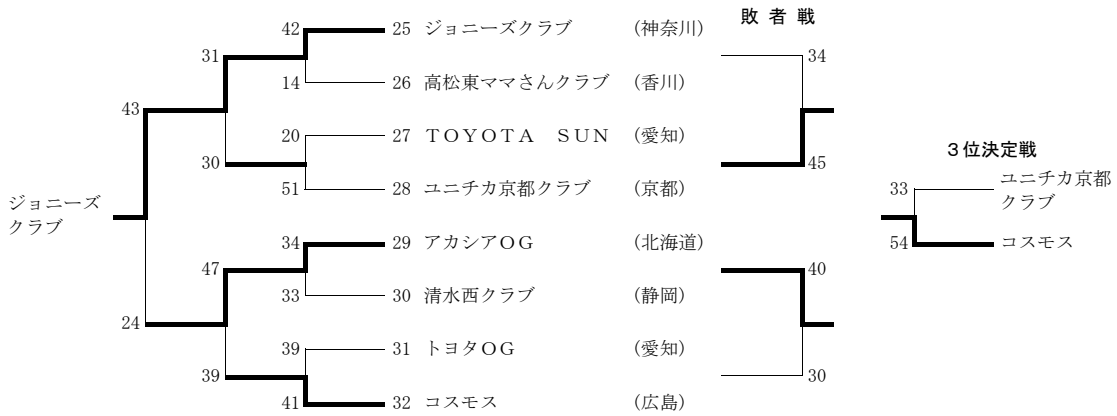 敗者戦
42 25 ジョニーズクラブ (神奈川)
31 34
14 26 高松東ママさんクラブ (香川)
43
20 27 TOYOTA SUN (愛知)
3位決定戦
30 45
51 28 ユニチカ京都クラブ (京都)
33 ユニチカ京都
クラブ
ジョニーズ
クラブ
34 29 アカシアOG (北海道)
54 コスモス
47 40
33 30 清水西クラブ (静岡)
24
39 31 トヨタOG (愛知)
39 30
41 32 コスモス (広島)